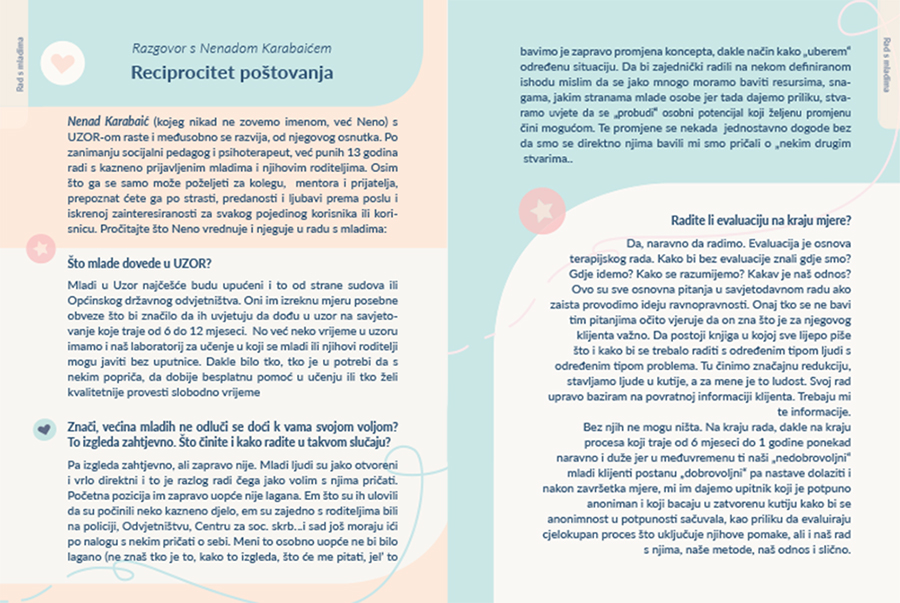 Rad s mladima
Razgovor s Nenadom Karabaićem
Reciprocitet poštovanja
Nenad Karabaić (kojeg nikad ne zovemo imenom, već Neno) s
UZOR-om raste i međusobno se razvija, od njegovog osnutka. Po
zanimanju socijalni pedagog i psihoterapeut, već punih 13 godina
radi s kazneno prijavljenim mladima i njihovim roditeljima. Osim
što ga se samo može poželjeti za kolegu, mentora i prijatelja,
prepoznat ćete ga po strasti, predanosti i ljubavi prema poslu i
iskrenoj zainteresiranosti za svakog pojedinog korisnika ili kori-
snicu. Pročitajte što Neno vrednuje i njeguje u radu s mladima:
Što mlade dovede u UZOR?
Mladi u Uzor najčešće budu upućeni i to od strane sudova ili
Općinskog državnog odvjetništva. Oni im izreknu mjeru posebne
obveze što bi značilo da ih uvjetuju da dođu u uzor na savjeto-
vanje koje traje od 6 do 12 mjeseci. No već neko vrijeme u uzoru
imamo i naš laboratorij za učenje u koji se mladi ili njihovi roditelji
mogu javiti bez uputnice. Dakle bilo tko, tko je u potrebi da s
nekim popriča, da dobije besplatnu pomoć u učenju ili tko želi
kvalitetnije provesti slobodno vrijeme
Znači, većina mladih ne odluči se doći k vama svojom voljom?
To izgleda zahtjevno. Što činite i kako radite u takvom slučaju?
Pa izgleda zahtjevno, ali zapravo nije. Mladi ljudi su jako otvoreni
i vrlo direktni i to je razlog radi čega jako volim s njima pričati.
Početna pozicija im zapravo uopće nije lagana. Em što su ih ulovili
da su počinili neko kazneno djelo, em su zajedno s roditeljima bili
na policiji, Odvjetništvu, Centru za soc. skrb...i sad još moraju ići
po nalogu s nekim pričati o sebi. Meni to osobno uopće ne bi bilo
lagano (ne znaš tko je to, kako to izgleda, što će me pitati, jel' to
Rad s mladima
bavimo je zapravo promjena koncepta, dakle način kako „uberem“
određenu situaciju. Da bi zajednički radili na nekom definiranom
ishodu mislim da se jako mnogo moramo baviti resursima, sna-
gama, jakim stranama mlade osobe jer tada dajemo priliku, stva-
ramo uvjete da se „probudi“ osobni potencijal koji željenu promjenu
čini mogućom. Te promjene se nekada jednostavno dogode bez
da smo se direktno njima bavili mi smo pričali o „nekim drugim
stvarima..
Radite li evaluaciju na kraju mjere?
Da, naravno da radimo. Evaluacija je osnova
terapijskog rada. Kako bi bez evaluacije znali gdje smo?
Gdje idemo? Kako se razumijemo? Kakav je naš odnos?
Ovo su sve osnovna pitanja u savjetodavnom radu ako
zaista provodimo ideju ravnopravnosti. Onaj tko se ne bavi
tim pitanjima očito vjeruje da on zna što je za njegovog
klijenta važno. Da postoji knjiga u kojoj sve lijepo piše
što i kako bi se trebalo raditi s određenim tipom ljudi s
određenim tipom problema. Tu činimo značajnu redukciju,
stavljamo ljude u kutije, a za mene je to ludost. Svoj rad
upravo baziram na povratnoj informaciji klijenta. Trebaju mi
te informacije.
Bez njih ne mogu ništa. Na kraju rada, dakle na kraju
procesa koji traje od 6 mjeseci do 1 godine ponekad
naravno i duže jer u međuvremenu ti naši „nedobrovoljni“
mladi klijenti postanu „dobrovoljni“ pa nastave dolaziti i
nakon završetka mjere, mi im dajemo upitnik koji je potpuno
anoniman i koji bacaju u zatvorenu kutiju kako bi se
anonimnost u potpunosti sačuvala, kao priliku da evaluiraju
cjelokupan proces što uključuje njihove pomake, ali i naš rad
s njima, naše metode, naš odnos i slično.